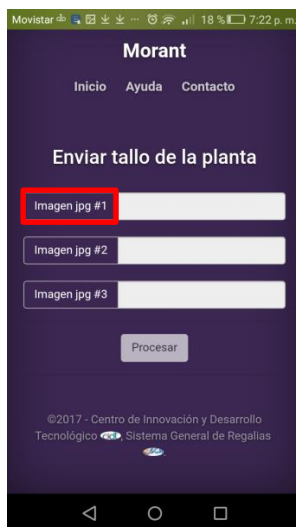 Movistar 18 % 7:22 p. m.
Morant
Inicio Ayuda Contacto
Enviar tallo de la planta
Imagen jpg #1
Imagen jpg #2
Imagen jpg #3
Procesar
©2017 - Centro de Innovación y Desarrollo
Tecnológico , Sistema General de Regalias